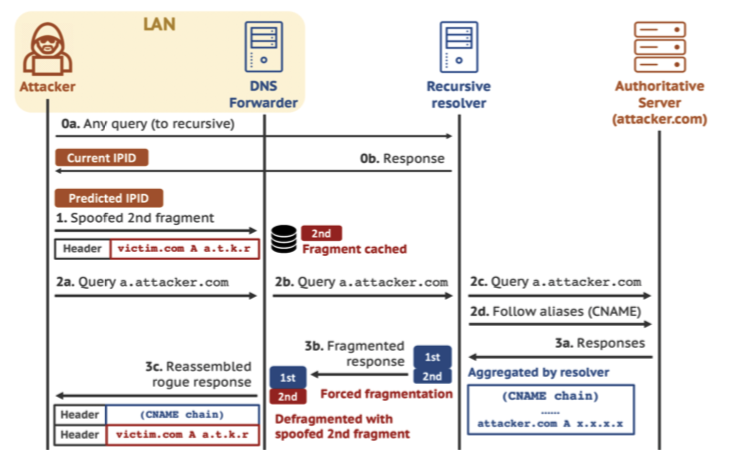 LAN
Attacker
DNS
Forwarder
Recursive
resolver
Authoritative
Server
(attacker.com)
0a. Any query (to recursive)
Current IPID
0b. Response
Predicted IPID
1. Spoofed 2nd fragment
Header
victim.com A a.t.k.r
2nd
Fragment cached
2a. Query a.attacker.com
2b. Query a.attacker.com
2c. Query a.attacker.com
2d. Follow aliases (CNAME)
3a. Responses
3b. Fragmented
response
1st
2nd
Forced fragmentation
Aggregated by resolver
(CNAME chain)
......
attacker.com A x.x.x.x
3c. Reassembled
rogue response
1st
2nd
Defragmented with
spoofed 2nd fragment
Header
(CNAME chain)
Header
victim.com A a.t.k.r